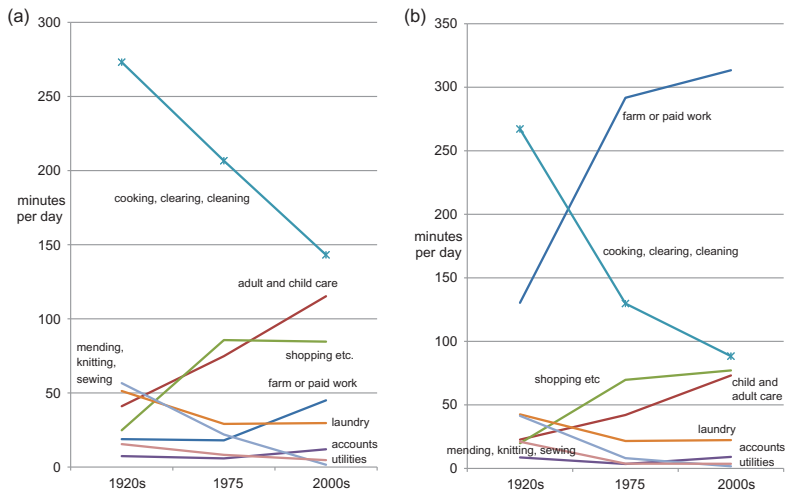 (a)
300
250
200
150
100
50
0
minutes
per day
cooking, clearing, cleaning
adult and child care
mending,
knitting,
sewing
shopping etc.
farm or paid work
laundry
accounts
utilities
1920s
1975
2000s
(b)
350
300
250
200
150
100
50
0
minutes
per day
farm or paid work
cooking, clearing, cleaning
shopping etc
child and
adult care
laundry
mending, knitting, sewing
accounts
utilities
1920s
1975
2000s